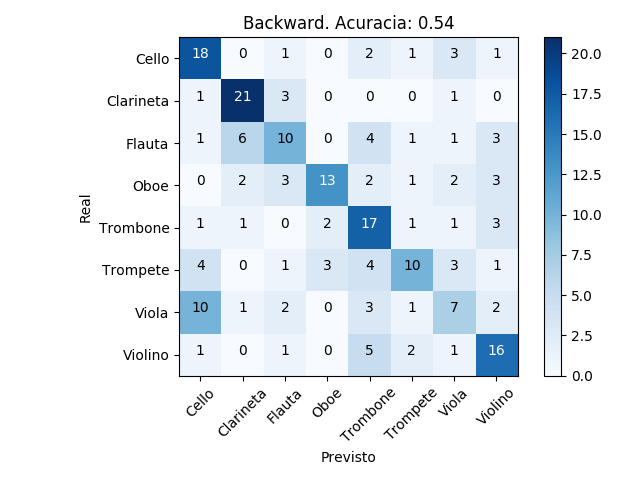 Backward. Acuracia: 0.54
Real
Cello 18 0 1 0 2 1 3 1
Clarineta 1 21 3 0 0 0 1 0
Flauta 1 6 10 0 4 1 1 3
Oboe 0 2 3 13 2 1 2 3
Trombone 1 1 0 2 17 1 1 3
Trompete 4 0 1 3 4 10 3 1
Viola 10 1 2 0 3 1 7 2
Violino 1 0 1 0 5 2 1 16
Cello Clarineta Flauta Oboe Trombone Trompete Viola Violino
Previsto
20.0
17.5
15.0
12.5
10.0
7.5
5.0
2.5
0.0